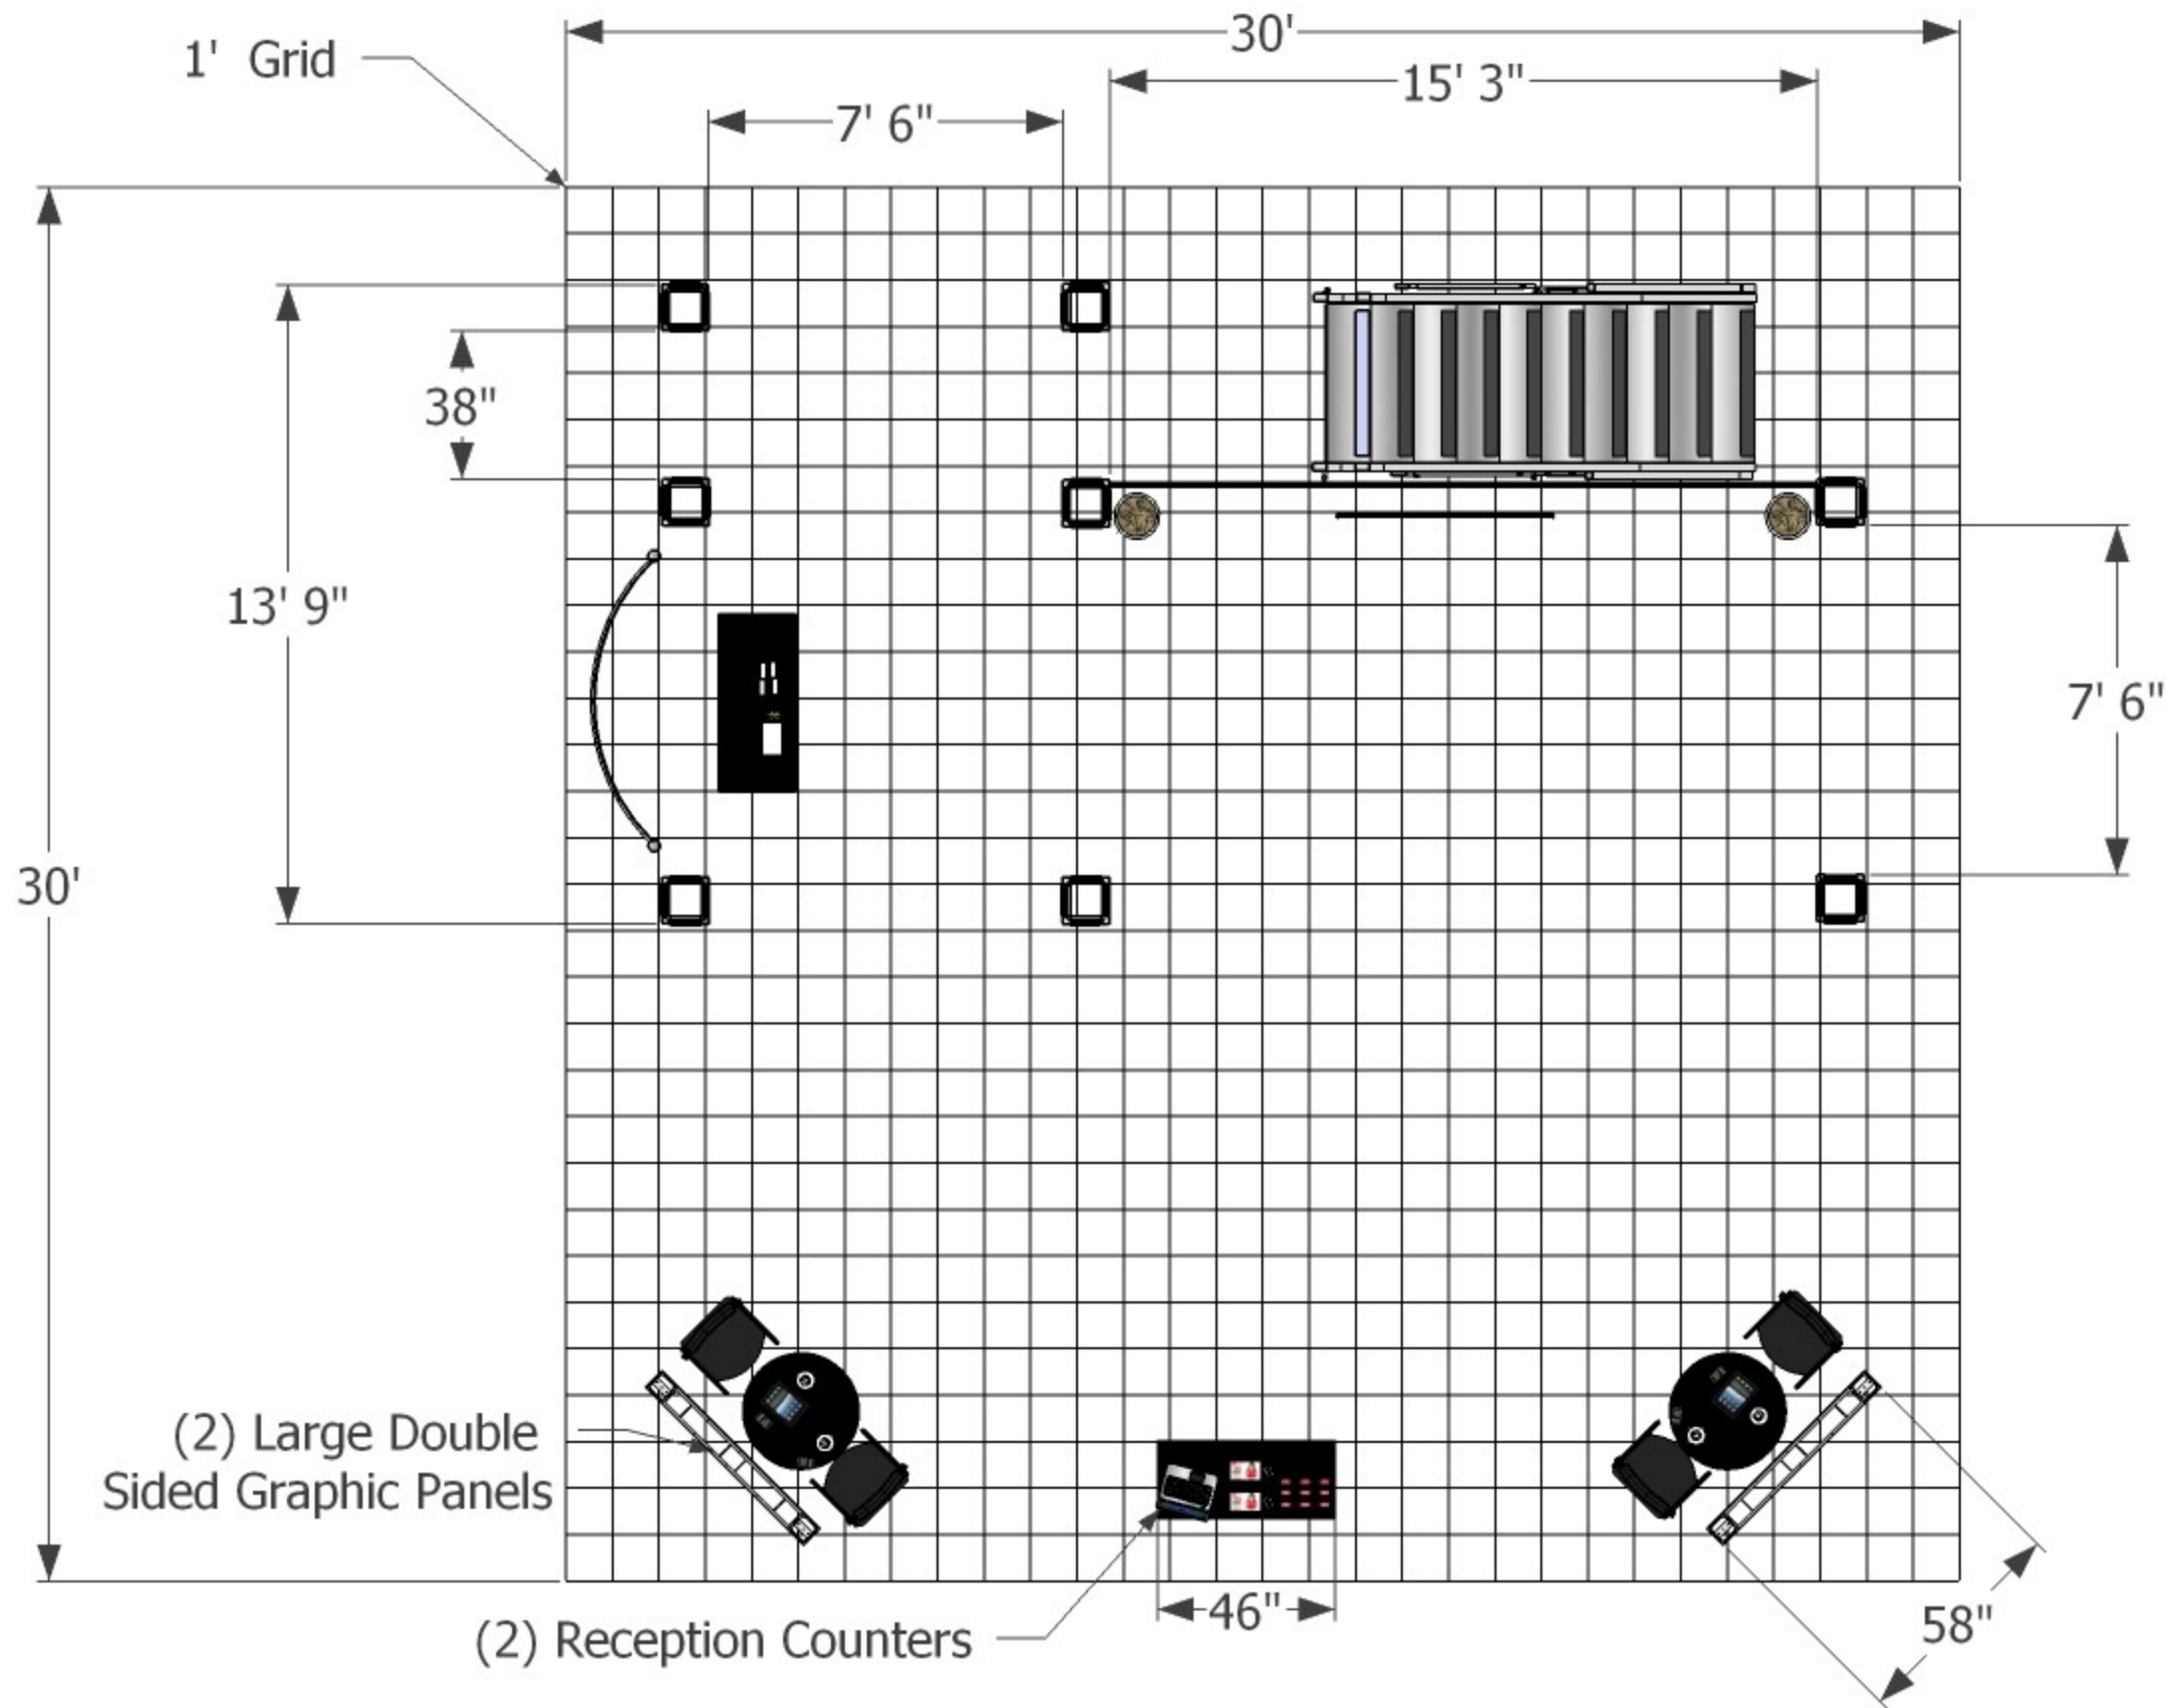 30'
1'  Grid
15' 3"
7' 6"
38"
13' 9"
7' 6"
30'
(2) Large Double
Sided Graphic Panels
46"
58"
(2) Reception Counters